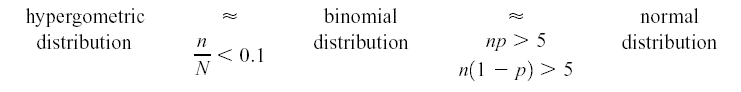 hypergometric ≈ binomial ≈ normal
distribution n/N < 0.1 distribution np > 5 distribution
n(1 − p) > 5